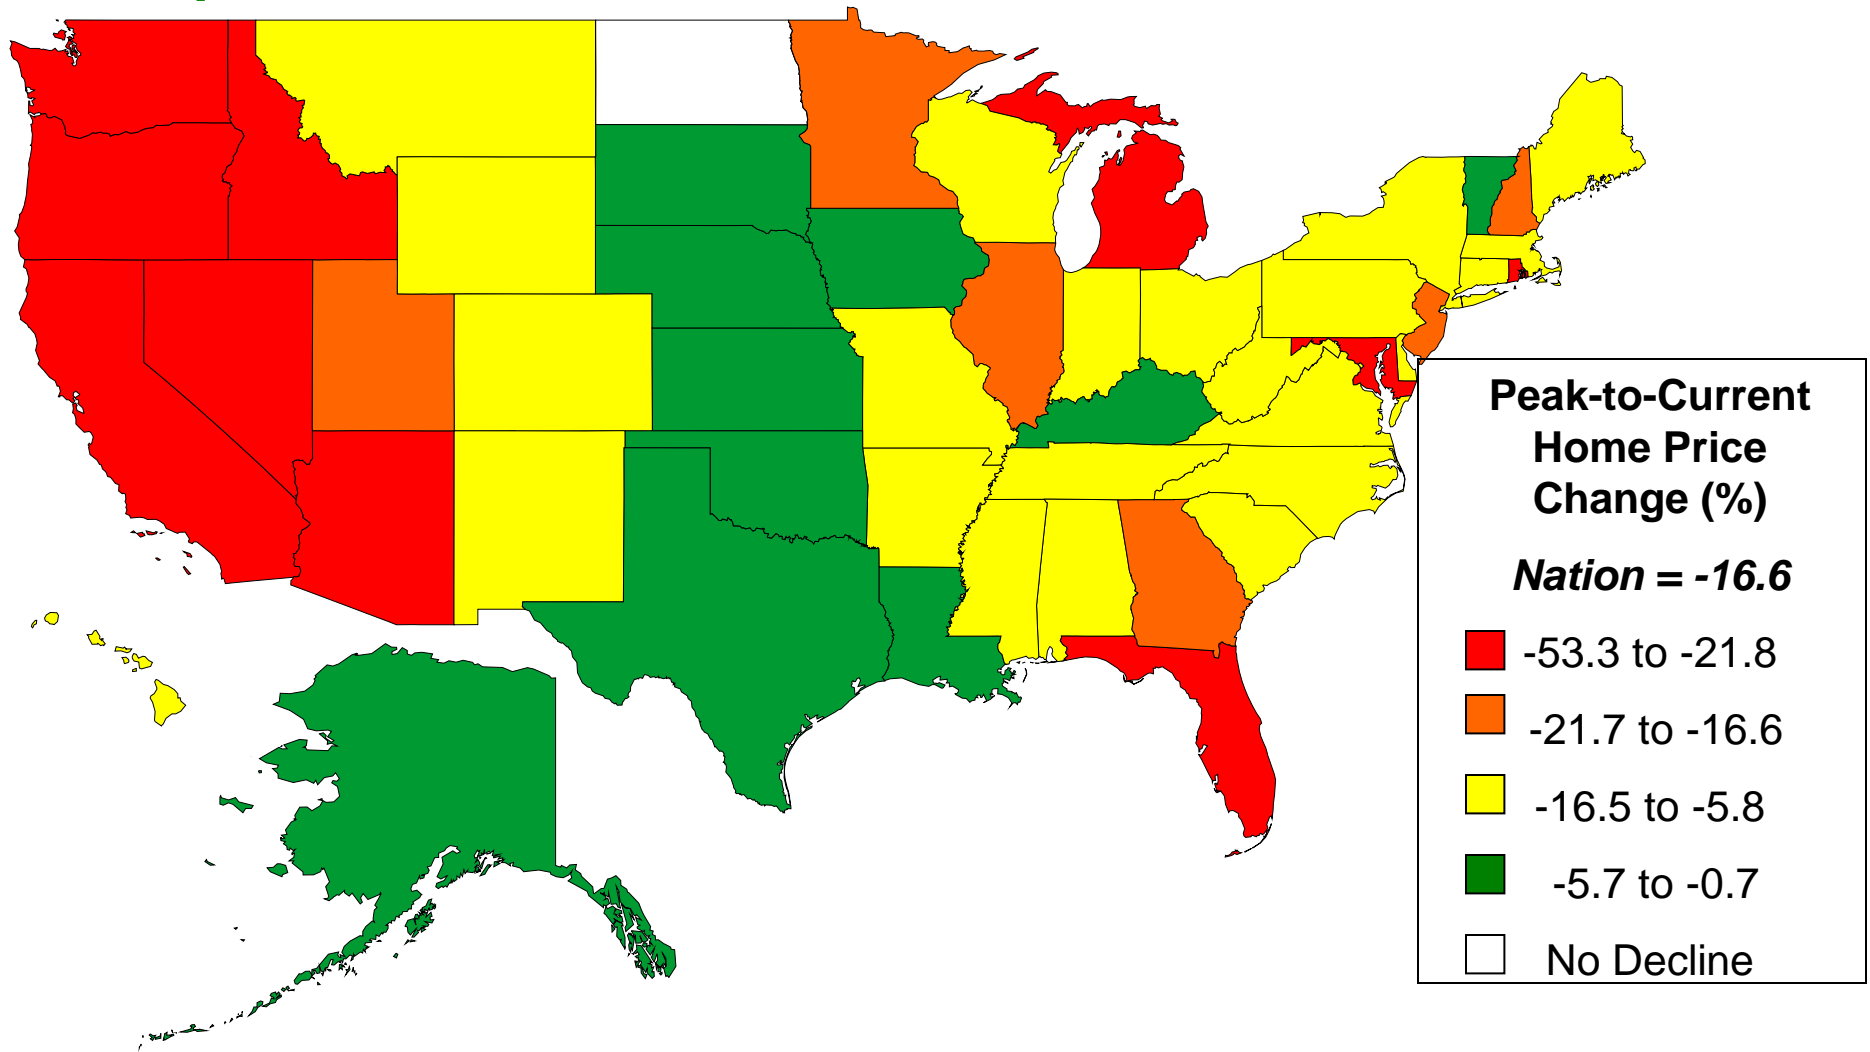 Peak-to-Current
Home Price
Change (%)
Nation = -16.6
-53.3 to -21.8
-21.7 to -16.6
-16.5 to -5.8
-5.7 to -0.7
No Decline